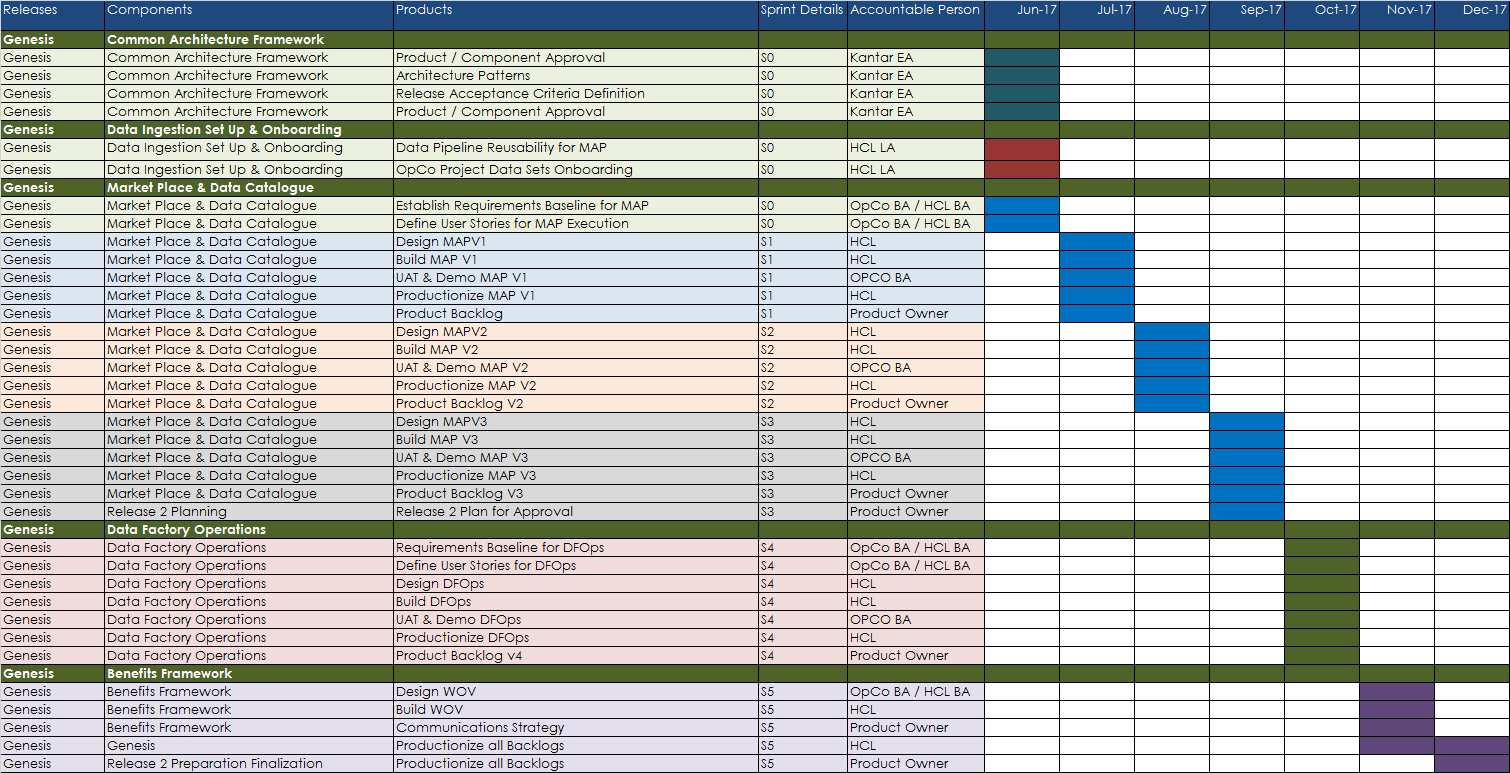 Releases Components Products Sprint Details Accountable Person Jun-17 Jul-17 Aug-17 Sep-17 Oct-17 Nov-17 Dec-17
Genesis Common Architecture Framework
Genesis Common Architecture Framework Product / Component Approval S0 Kantar EA
Genesis Common Architecture Framework Architecture Patterns S0 Kantar EA
Genesis Common Architecture Framework Release Acceptance Criteria Definition S0 Kantar EA
Genesis Common Architecture Framework Product / Component Approval S0 Kantar EA
Genesis Data Ingestion Set Up & Onboarding
Genesis Data Ingestion Set Up & Onboarding Data Pipeline Reusability for MAP S0 HCL LA
Genesis Data Ingestion Set Up & Onboarding OpCo Project Data Sets Onboarding S0 HCL LA
Genesis Market Place & Data Catalogue
Genesis Market Place & Data Catalogue Establish Requirements Baseline for MAP S0 OpCo BA / HCL BA
Genesis Market Place & Data Catalogue Define User Stories for MAP Execution S0 OpCo BA / HCL BA
Genesis Market Place & Data Catalogue Design MAPV1 S1 HCL
Genesis Market Place & Data Catalogue Build MAP V1 S1 HCL
Genesis Market Place & Data Catalogue UAT & Demo MAP V1 S1 OPCO BA
Genesis Market Place & Data Catalogue Productionize MAP V1 S1 HCL
Genesis Market Place & Data Catalogue Product Backlog S1 Product Owner
Genesis Market Place & Data Catalogue Design MAPV2 S2 HCL
Genesis Market Place & Data Catalogue Build MAP V2 S2 HCL
Genesis Market Place & Data Catalogue UAT & Demo MAP V2 S2 OPCO BA
Genesis Market Place & Data Catalogue Productionize MAP V2 S2 HCL
Genesis Market Place & Data Catalogue Product Backlog V2 S2 Product Owner
Genesis Market Place & Data Catalogue Design MAPV3 S3 HCL
Genesis Market Place & Data Catalogue Build MAP V3 S3 HCL
Genesis Market Place & Data Catalogue UAT & Demo MAP V3 S3 OPCO BA
Genesis Market Place & Data Catalogue Productionize MAP V3 S3 HCL
Genesis Market Place & Data Catalogue Product Backlog V3 S3 Product Owner
Genesis Release 2 Planning Release 2 Plan for Approval S3 Product Owner
Genesis Data Factory Operations
Genesis Data Factory Operations Requirements Baseline for DFOps S4 OpCo BA / HCL BA
Genesis Data Factory Operations Define User Stories for DFOps S4 OpCo BA / HCL BA
Genesis Data Factory Operations Design DFOps S4 HCL
Genesis Data Factory Operations Build DFOps S4 HCL
Genesis Data Factory Operations UAT & Demo DFOps S4 OPCO BA
Genesis Data Factory Operations Productionize DFOps S4 HCL
Genesis Data Factory Operations Product Backlog v4 S4 Product Owner
Genesis Benefits Framework
Genesis Benefits Framework Design WOV S5 OpCo BA / HCL BA
Genesis Benefits Framework Build WOV S5 HCL
Genesis Benefits Framework Communications Strategy S5 Product Owner
Genesis Genesis Productionize all Backlogs S5 HCL
Genesis Release 2 Preparation Finalization Productionize all Backlogs S5 Product Owner